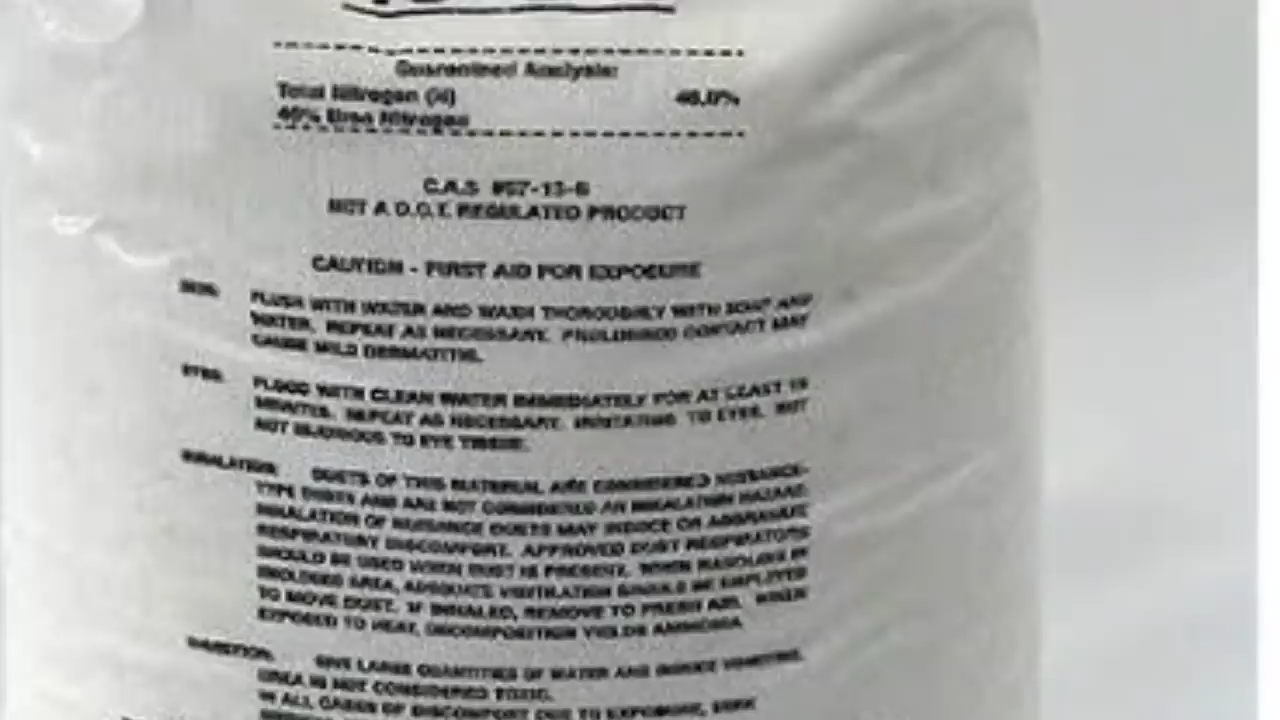 Guaranteed Analysis:
Total Nitrogen (N) 46.0%
46% Urea Nitrogen
C.A.S #57-13-6
NOT A D.O.T. REGULATED PRODUCT
CAUTION - FIRST AID FOR EXPOSURE
SKIN: FLUSH WITH WATER AND WASH THOROUGHLY WITH SOAP AND
WATER. REPEAT AS NECESSARY. PROLONGED CONTACT MAY
CAUSE MILD DERMATITIS.
EYES: FLOOD WITH CLEAN WATER IMMEDIATELY FOR AT LEAST 15
MINUTES. REPEAT AS NECESSARY. IRRITATING TO EYES, BUT
NOT INJURIOUS TO EYE TISSUE.
INHALATION: DUSTS OF THIS MATERIAL ARE CONSIDERED NUISANCE-
TYPE DUSTS AND ARE NOT CONSIDERED AN INHALATION HAZARD.
INHALATION OF NUISANCE DUSTS MAY INDUCE OR AGGRAVATE
RESPIRATORY DISCOMFORT. APPROVED DUST RESPIRATORS
SHOULD BE USED WHEN DUST IS PRESENT. WHEN HANDLING IN
ENCLOSED AREA, ADEQUATE VENTILATION SHOULD BE EMPLOYED
TO MOVE DUST. IF INHALED, REMOVE TO FRESH AIR. WHEN
EXPOSED TO HEAT, DECOMPOSITION YIELDS AMMONIA.
INGESTION: GIVE LARGE QUANTITIES OF WATER AND INDUCE VOMITING.
UREA IS NOT CONSIDERED TOXIC.
IN ALL CASES OF DISCOMFORT DUE TO EXPOSURE, SEEK